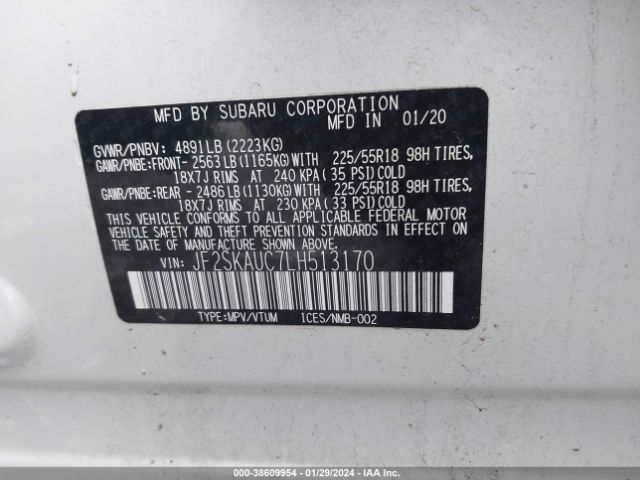 MFD BY SUBARU CORPORATION
MFD IN 01/20
GVWR/PNBV: 4891LB (2223KG)
GAWR/PNBE:FRONT- 2563LB(1165KG)WITH 225/55R18 98H TIRES,
18X7J RIMS AT 240 KPA(35 PSI)COLD
GAWR/PNBE:REAR - 2486LB(1130KG)WITH 225/55R18 98H TIRES,
18X7J RIMS AT 230 KPA(33 PSI)COLD
THIS VEHICLE CONFORMS TO ALL APPLICABLE FEDERAL MOTOR
VEHICLE SAFETY AND THEFT PREVENTION STANDARDS IN EFFECT
ON THE DATE OF MANUFACTURE SHOWN ABOVE.
VIN: JF2SKAUC7LH513170
TYPE:MPV/VTUM ICES/NMB-002
000-38609954 - 01/29/2024 - IAA Inc.